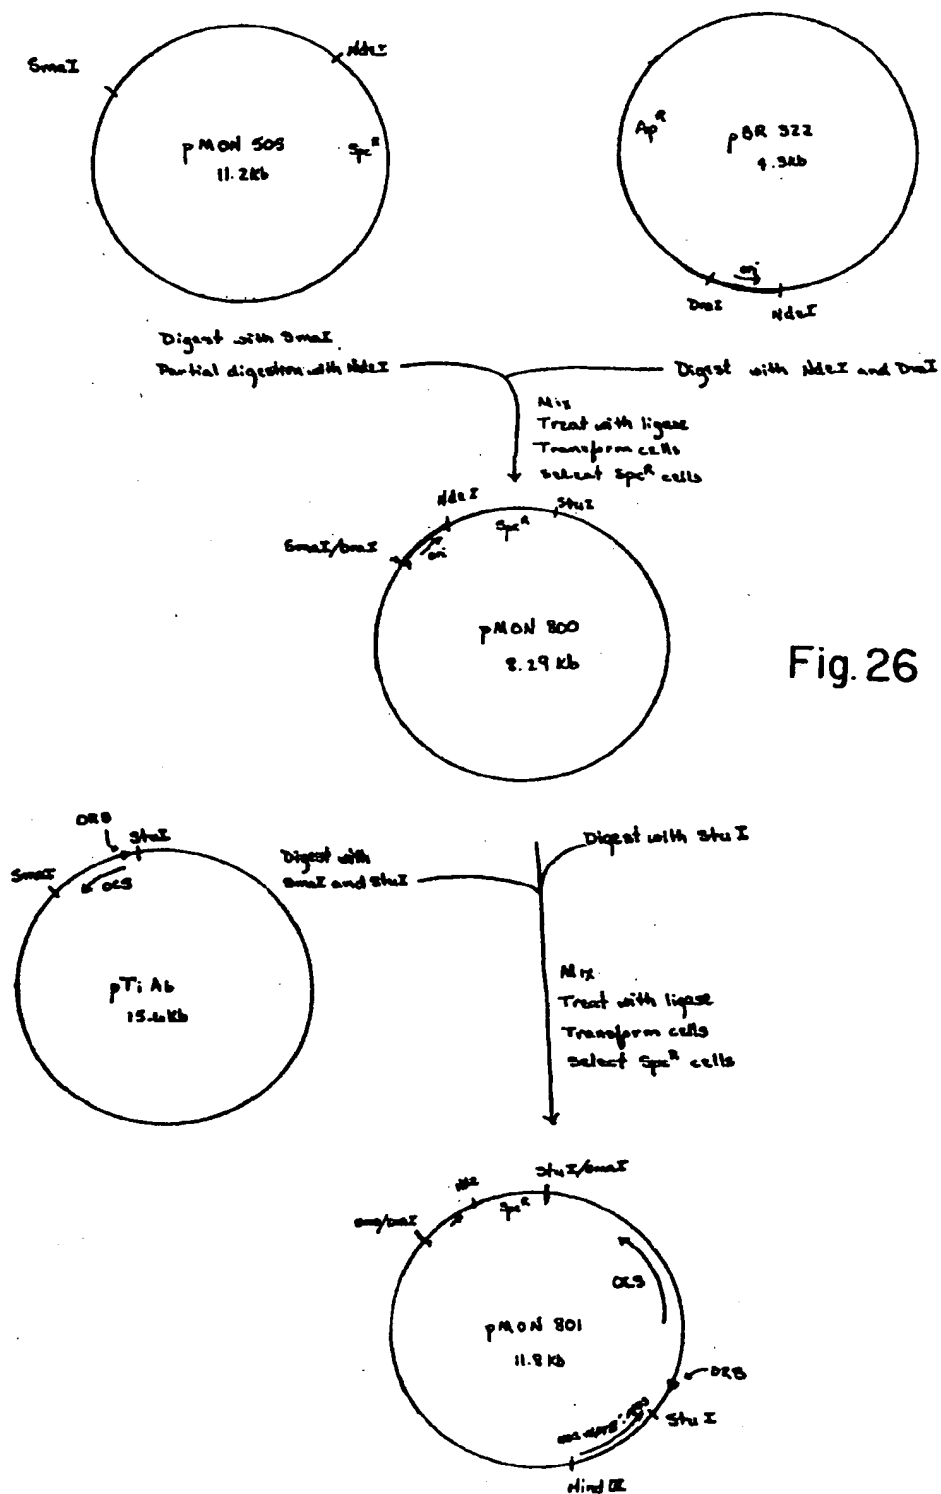 SmaI
NdeI
pMON 505
11.2Kb
SpcR
ApR
pBR 322
4.3Kb
ori
DraI
NdeI
Digest with SmaI
Partial digestion with NdeI
Digest with NdeI and DraI
Mix
Treat with ligase
Transform cells
Select SpcR cells
NdeI
StuI
SpcR
SmaI/DraI
ori
pMON 800
8.29 Kb
Fig. 26
StuI
SmaI
OCS
Digest with
SmaI and StuI
Digest with StuI
pTi A6
Mix
Treat with ligase
Transform cells
Select SpcR cells
StuI/SmaI
Nde
SpcR
Sma/DraI
OCS
pMON 801
11.8 Kb
StuI
Hind III